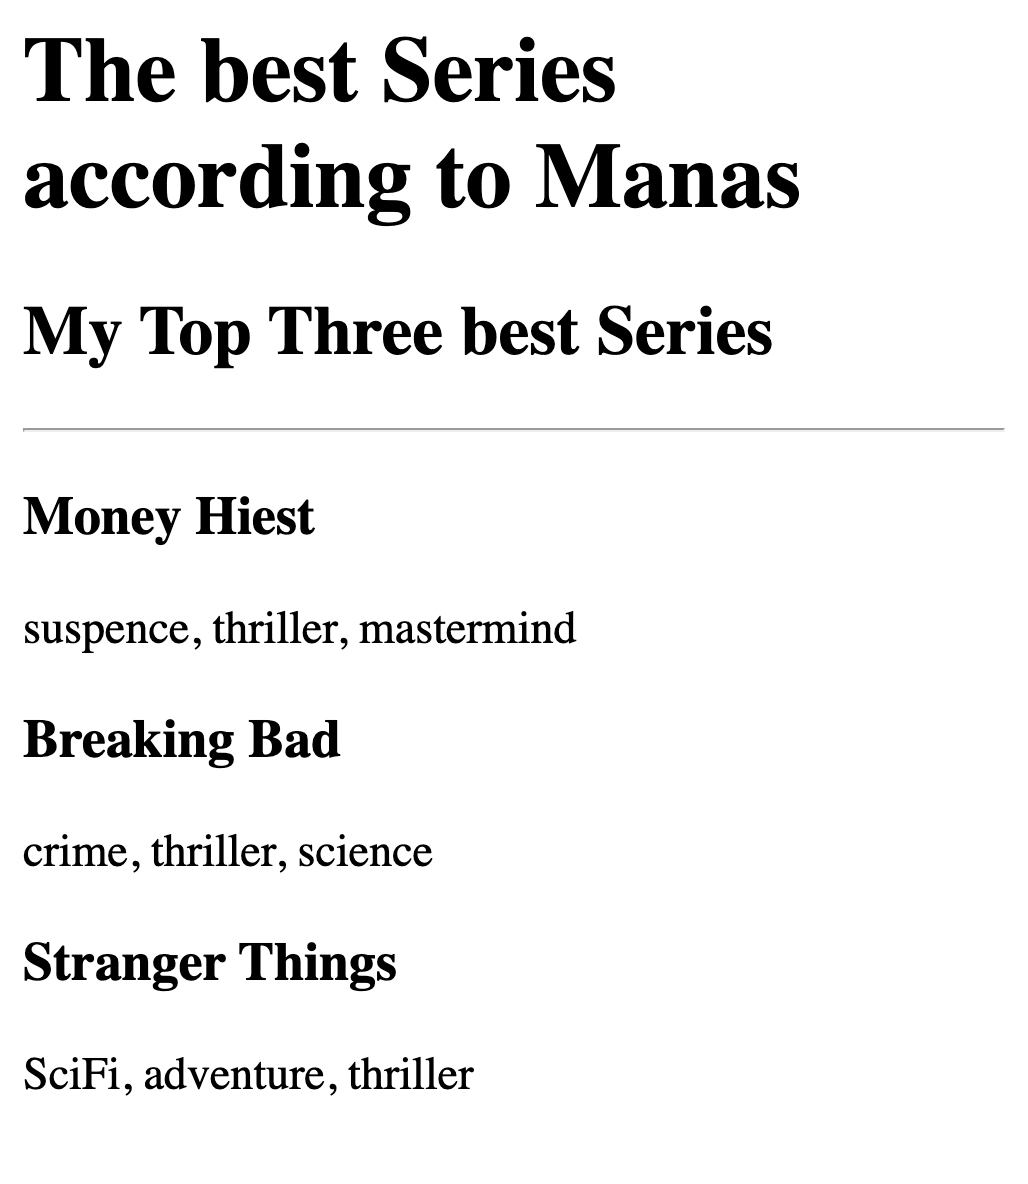 The best Series
according to Manas
My Top Three best Series
Money Hiest
suspence, thriller, mastermind
Breaking Bad
crime, thriller, science
Stranger Things
SciFi, adventure, thriller